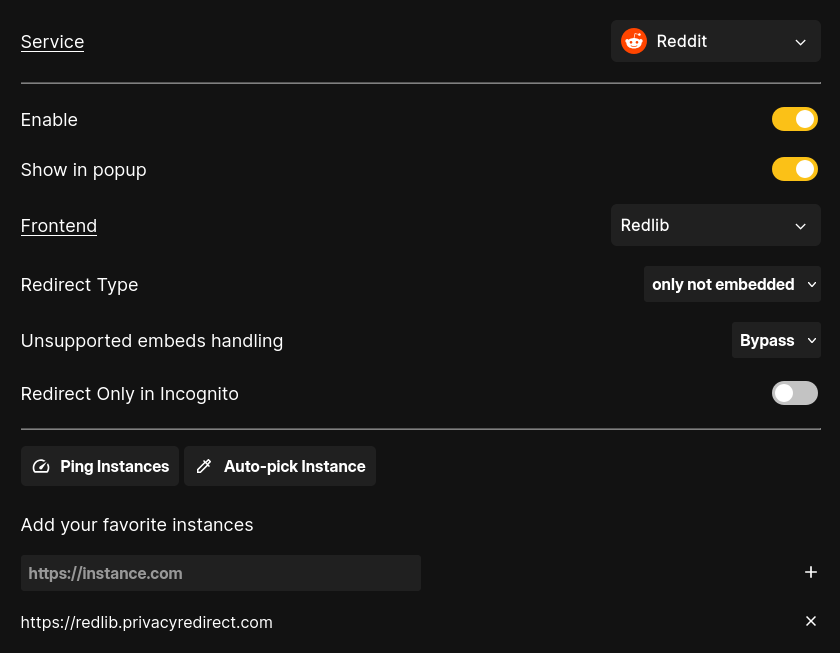 Service
Reddit
Enable
Show in popup
Frontend
Redlib
Redirect Type
only not embedded
Unsupported embeds handling
Bypass
Redirect Only in Incognito
Ping Instances
Auto-pick Instance
Add your favorite instances
https://instance.com
https://redlib.privacyredirect.com